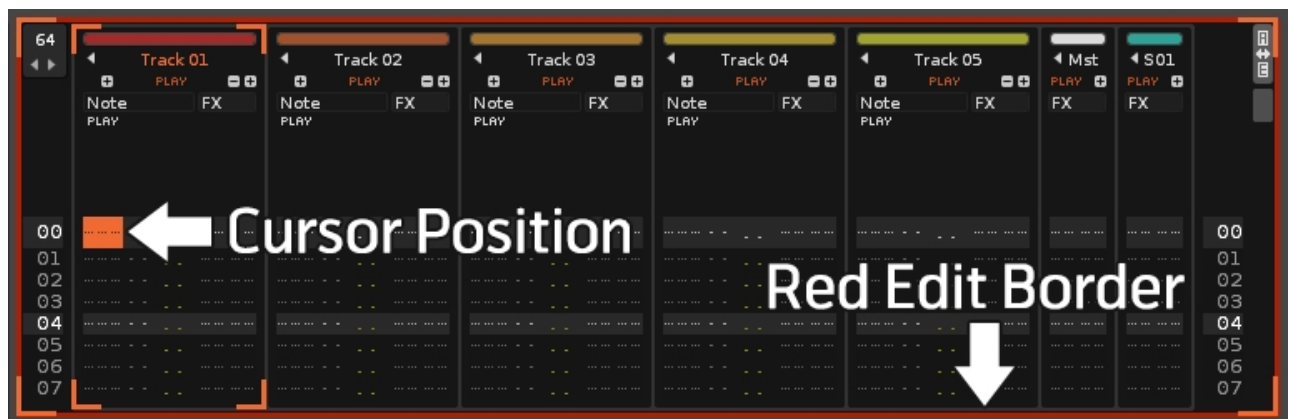 64
Track 01 Track 02 Track 03 Track 04 Track 05 Mst S01
PLAY PLAY PLAY PLAY PLAY PLAY PLAY
Note FX Note FX Note FX Note FX Note FX FX FX
PLAY PLAY PLAY PLAY PLAY
A
E
00 Cursor Position 00
01 01
02 Red Edit Border 02
03 03
04 04
05 05
06 06
07 07